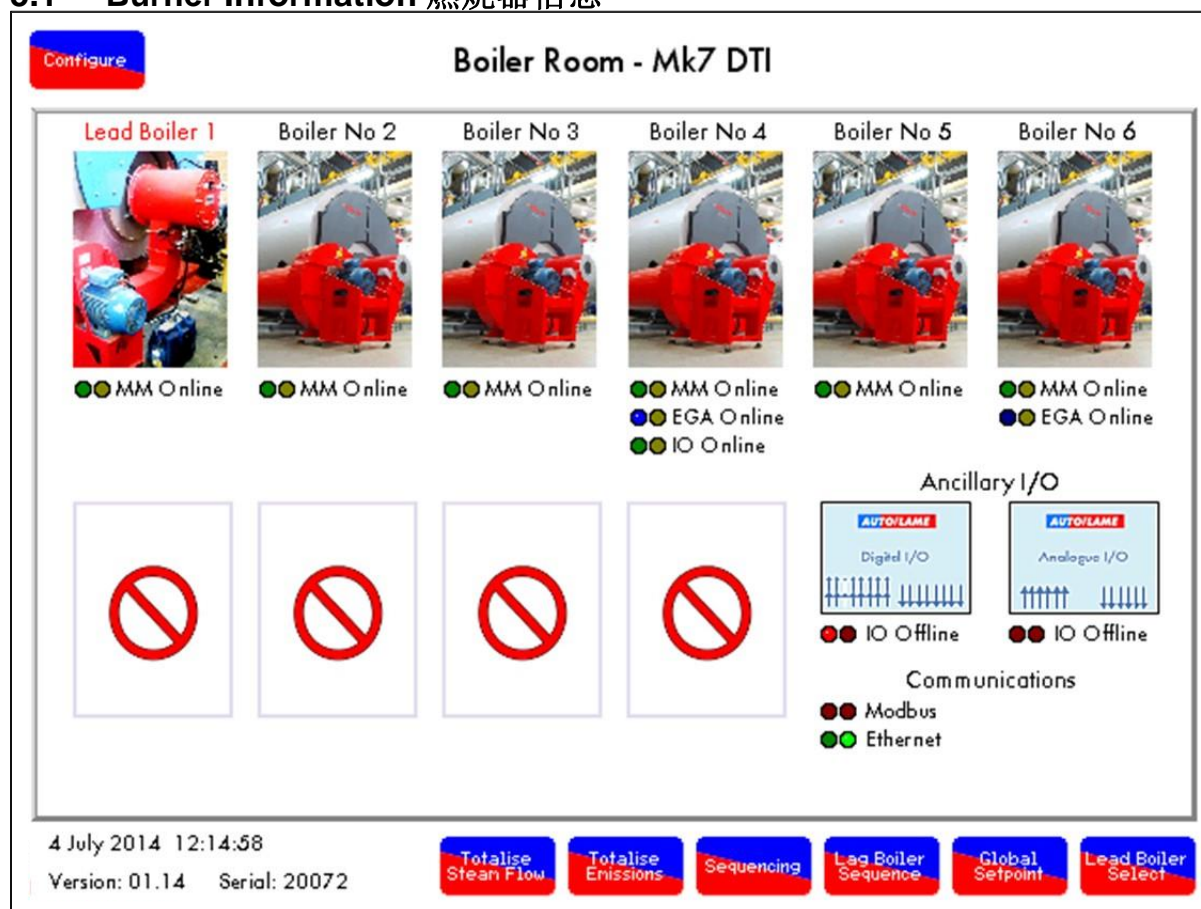 5.1 Burner Information 燃烧器信息
Configure
Boiler Room - Mk7 DTI
Lead Boiler 1
Boiler No 2
Boiler No 3
Boiler No 4
Boiler No 5
Boiler No 6
MM Online
MM Online
MM Online
MM Online
MM Online
MM Online
EGA Online
EGA Online
IO Online
Ancillary I/O
AUTOFLAME
AUTOFLAME
Digital I/O
Analogue I/O
IO Offline
IO Offline
Communications
Modbus
Ethernet
4 July 2014 12:14:58
Version: 01.14 Serial: 20072
Totalise
Steam Flow
Totalise
Emissions
Sequencing
Lag Boiler
Sequence
Global
Setpoint
Lead Boiler
Select